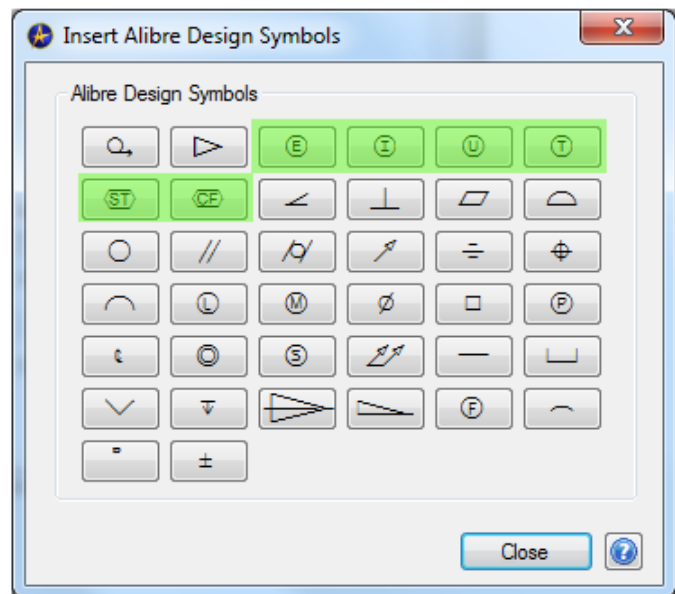 Insert Alibre Design Symbols
Alibre Design Symbols
Ⓔ Ⓘ Ⓤ Ⓣ
ST CF ∠ ⊥ ▱ ⌓
○ // ⌭ ↗ ⌯ ⌖
⌒ Ⓛ Ⓜ ⌀ □ Ⓟ
℄ ◎ Ⓢ ⌰ — ⌴
⌵ ↧ Ⓕ ⌒
± 
Close